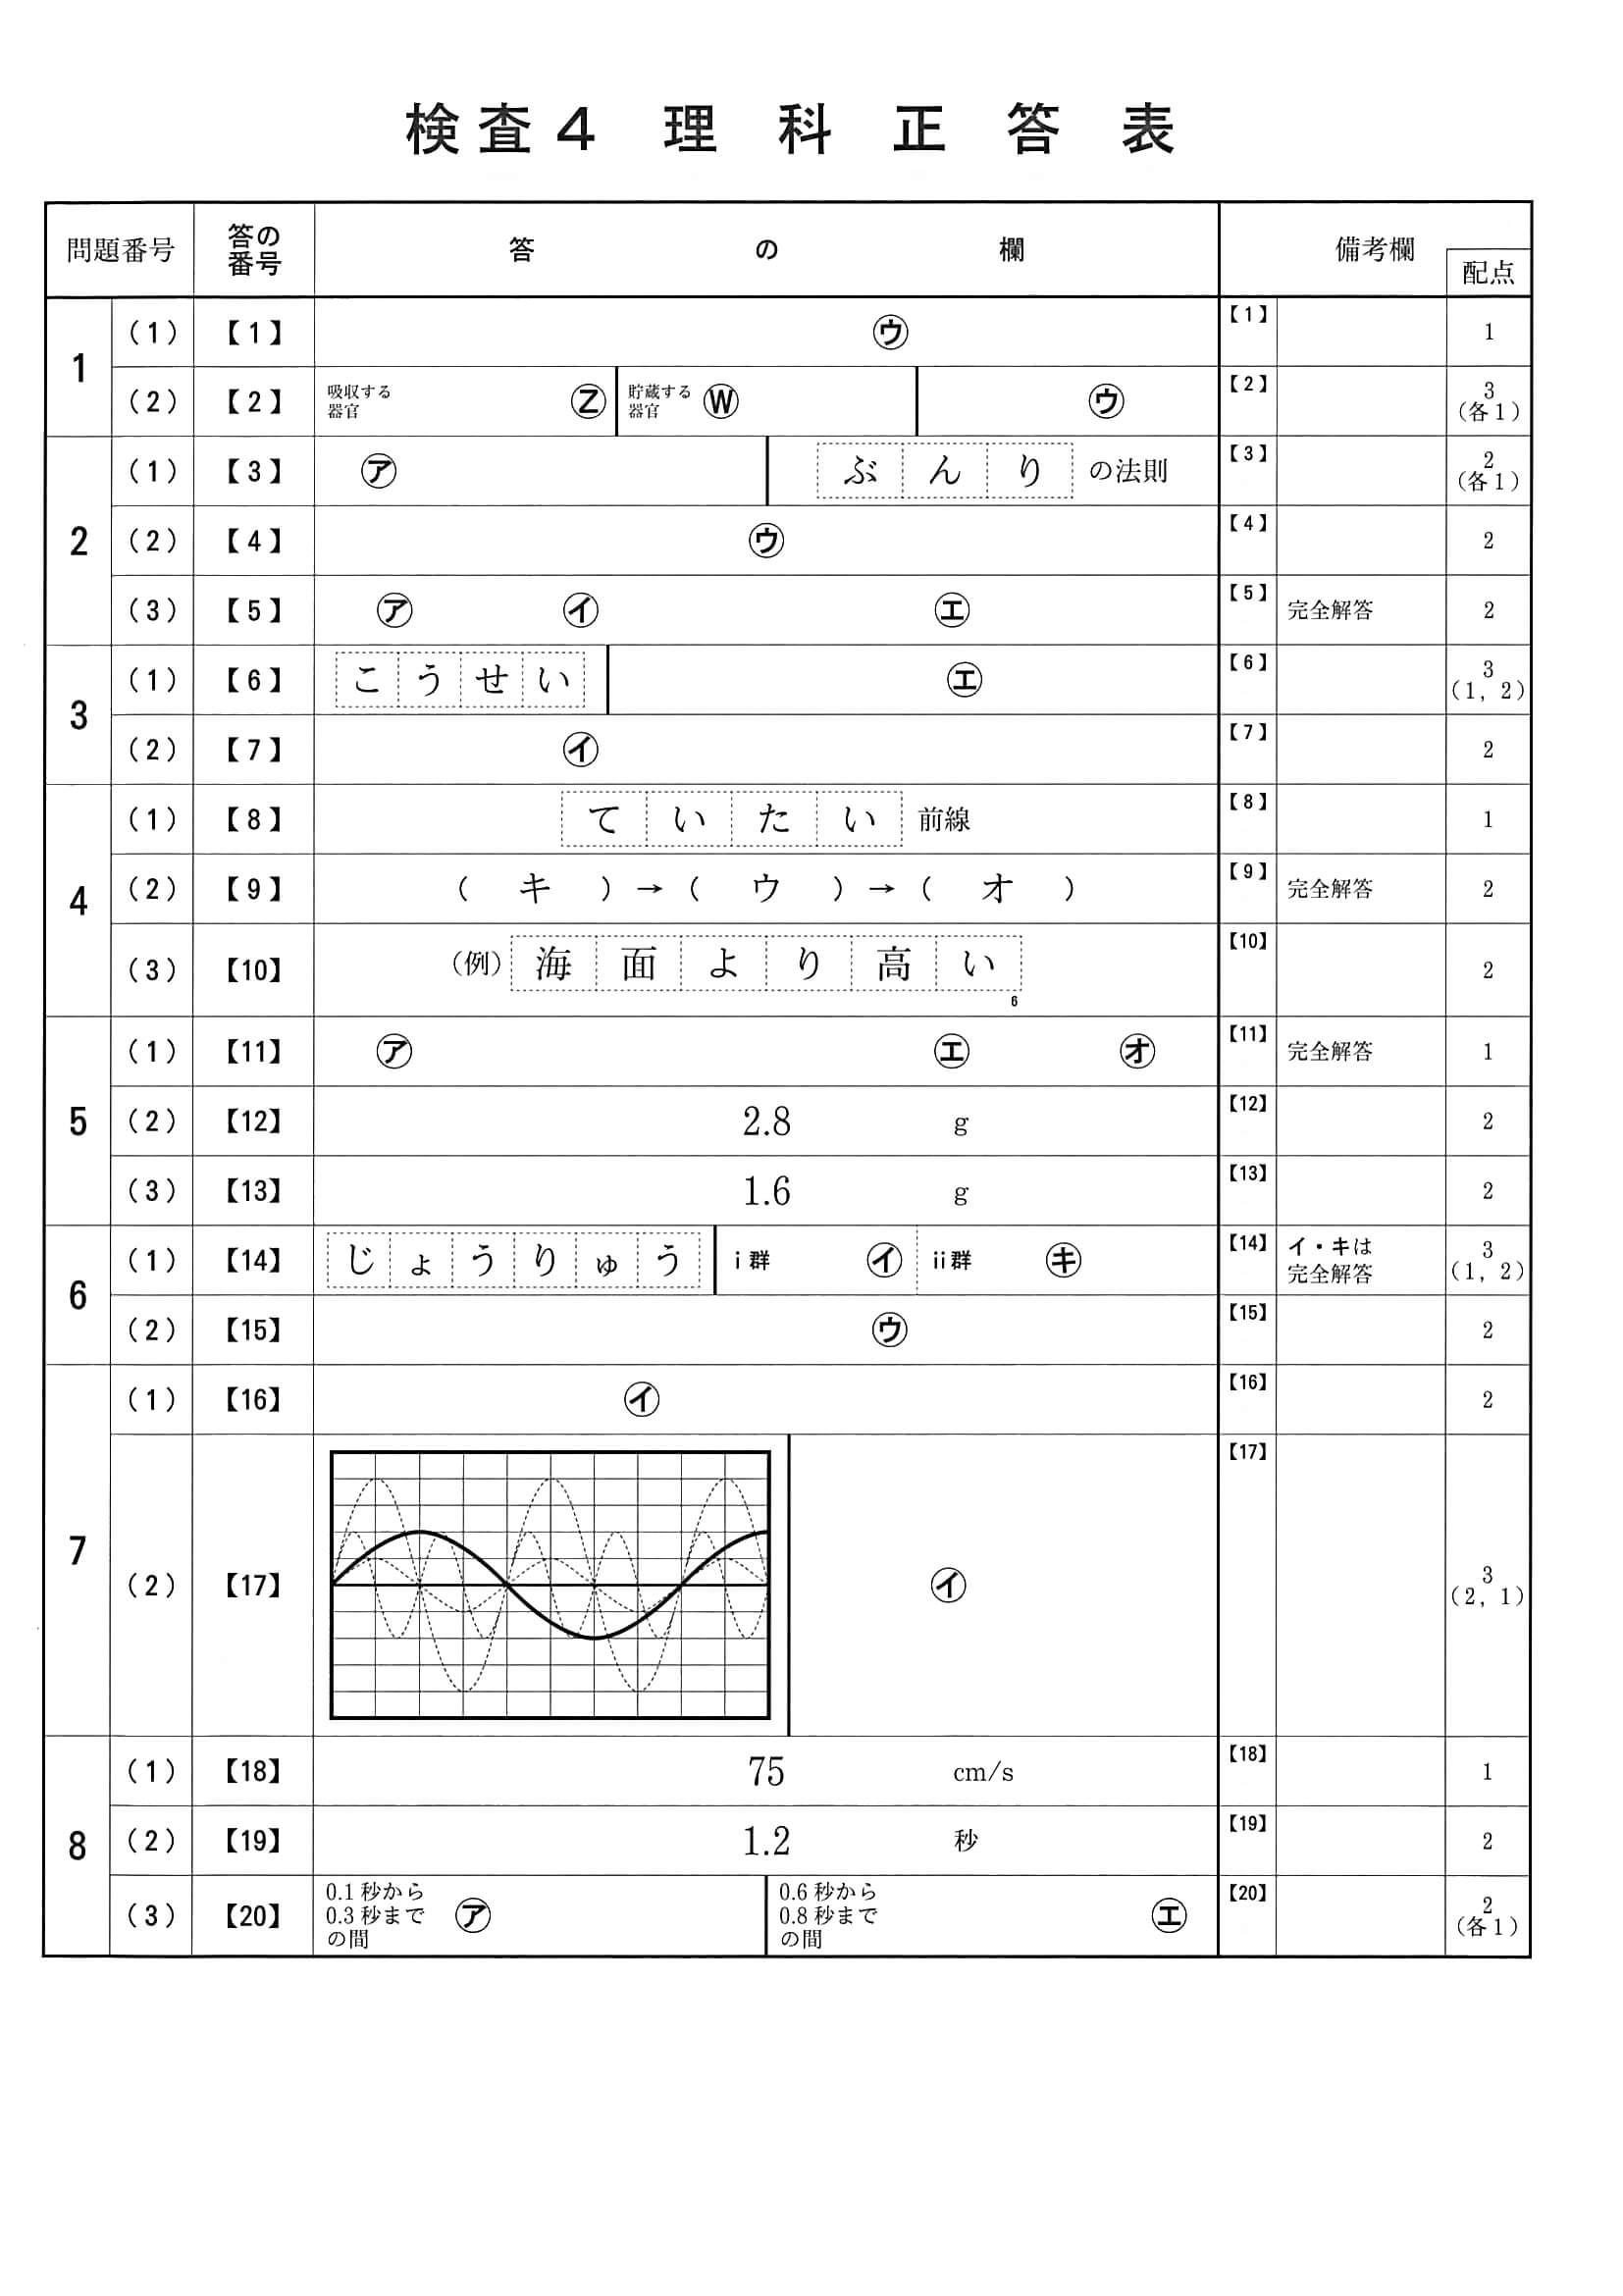 検査4 理科正答表
問題番号 答の番号 答の欄 備考欄 配点
1 (1) 【1】 ㋒ 【1】 1
(2) 【2】 吸収する器官 Ⓩ 貯蔵する器官 Ⓦ ㋒ 【2】 3(各1)
2 (1) 【3】 ㋐ ぶんり の法則 【3】 2(各1)
(2) 【4】 ㋒ 【4】 2
(3) 【5】 ㋐ ㋑ ㋓ 【5】 完全解答 2
3 (1) 【6】 こうせい ㋓ 【6】 3(1, 2)
(2) 【7】 ㋑ 【7】 2
4 (1) 【8】 ていたい 前線 【8】 1
(2) 【9】 ( キ )→( ウ )→( オ ) 【9】 完全解答 2
(3) 【10】 (例) 海面より高い 6 【10】 2
5 (1) 【11】 ㋐ ㋓ ㋔ 【11】 完全解答 1
(2) 【12】 2.8 g 【12】 2
(3) 【13】 1.6 g 【13】 2
6 (1) 【14】 じょうりゅう ⅰ群 ㋑ ⅱ群 ㋖ 【14】 イ・キは完全解答 3(1, 2)
(2) 【15】 ㋒ 【15】 2
7 (1) 【16】 ㋑ 【16】 2
(2) 【17】 ㋑ 【17】 3(2, 1)
8 (1) 【18】 75 cm/s 【18】 1
(2) 【19】 1.2 秒 【19】 2
(3) 【20】 0.1秒から0.3秒までの間 ㋐ 0.6秒から0.8秒までの間 ㋓ 【20】 2(各1)